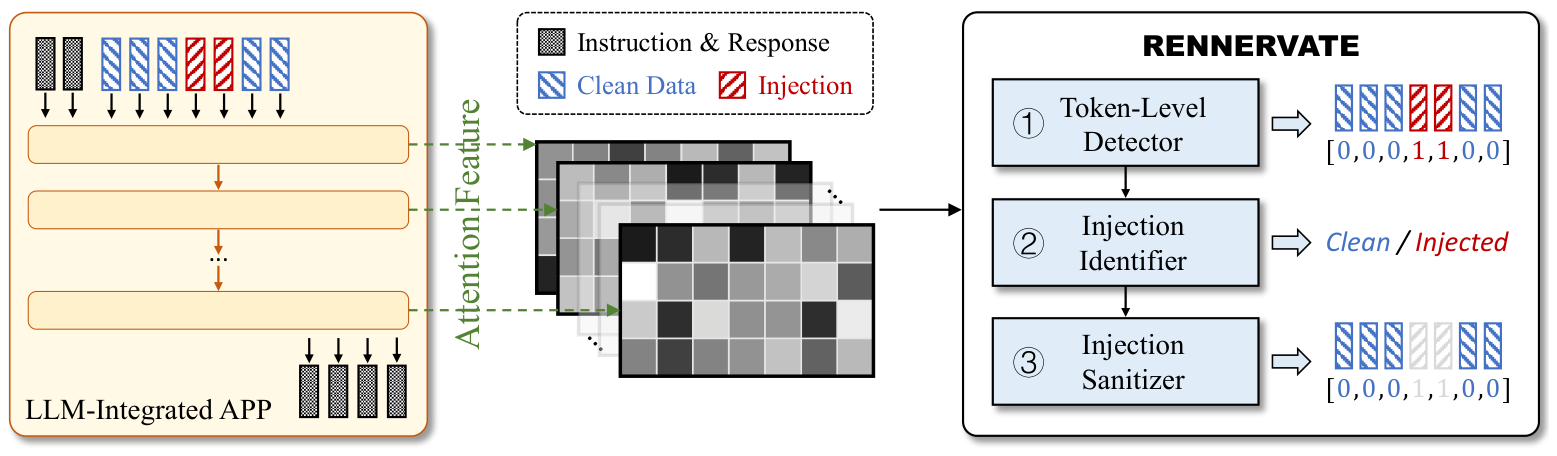 LLM-Integrated APP
...
Attention Feature
Instruction & Response
Clean Data
Injection
...
...
RENNERVATE
① Token-Level
Detector
[0,0,0,1,1,0,0]
② Injection
Identifier
Clean / Injected
③ Injection
Sanitizer
[0,0,0,1,1,0,0]